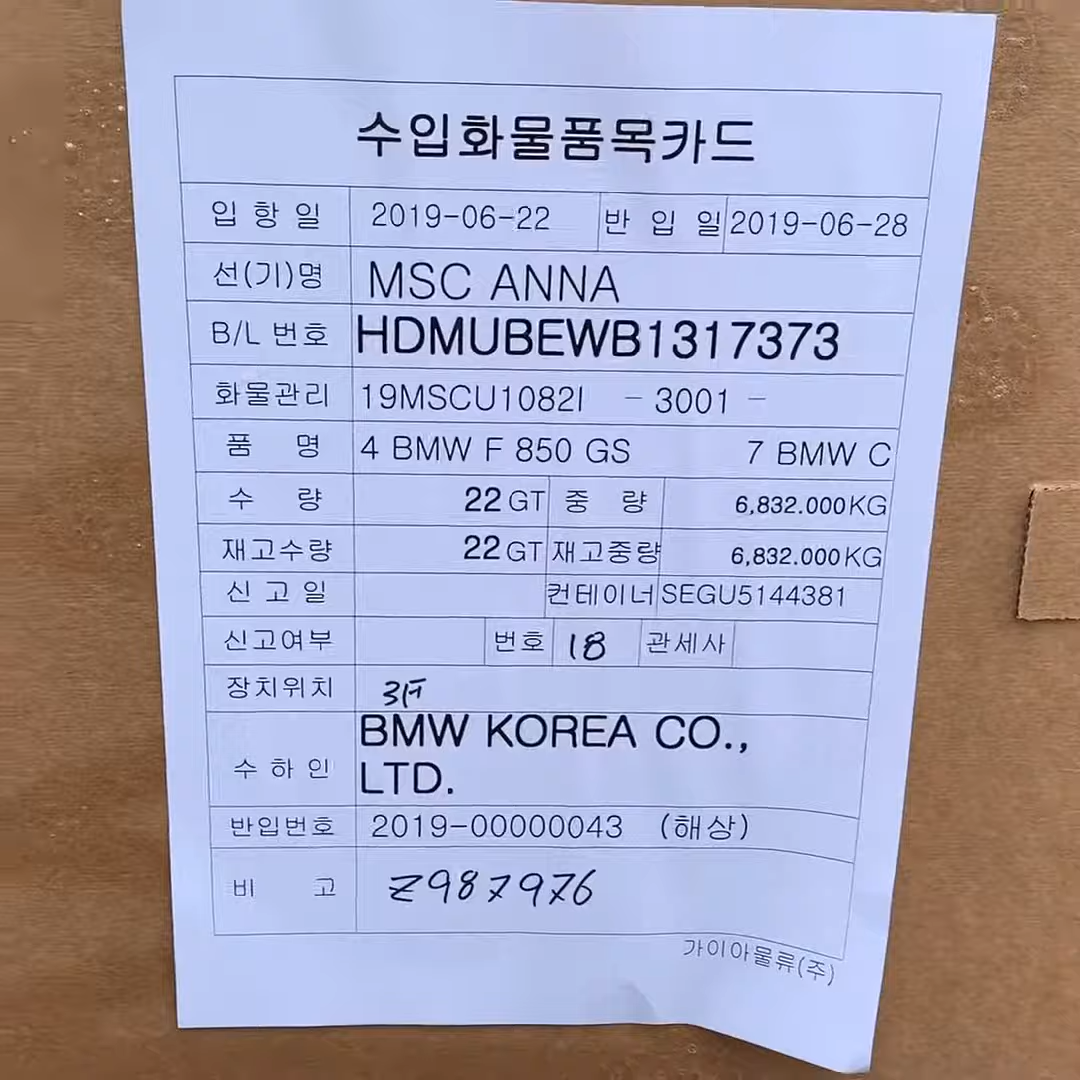 수입화물품목카드
입 항 일 2019-06-22 반 입 일 2019-06-28
선(기)명 MSC ANNA
B/L 번호 HDMUBEWB1317373
화물관리 19MSCU1082I - 3001 -
품 명 4 BMW F 850 GS 7 BMW C
수 량 22 GT 중 량 6,832.000KG
재고수량 22 GT 재고중량 6,832.000KG
신 고 일 컨테이너 SEGU5144381
신고여부 번호 18 관세사
장치위치
수 하 인 BMW KOREA CO.,
LTD.
반입번호 2019-00000043 (해상)
비 고 Z987976
가이아물류(주)